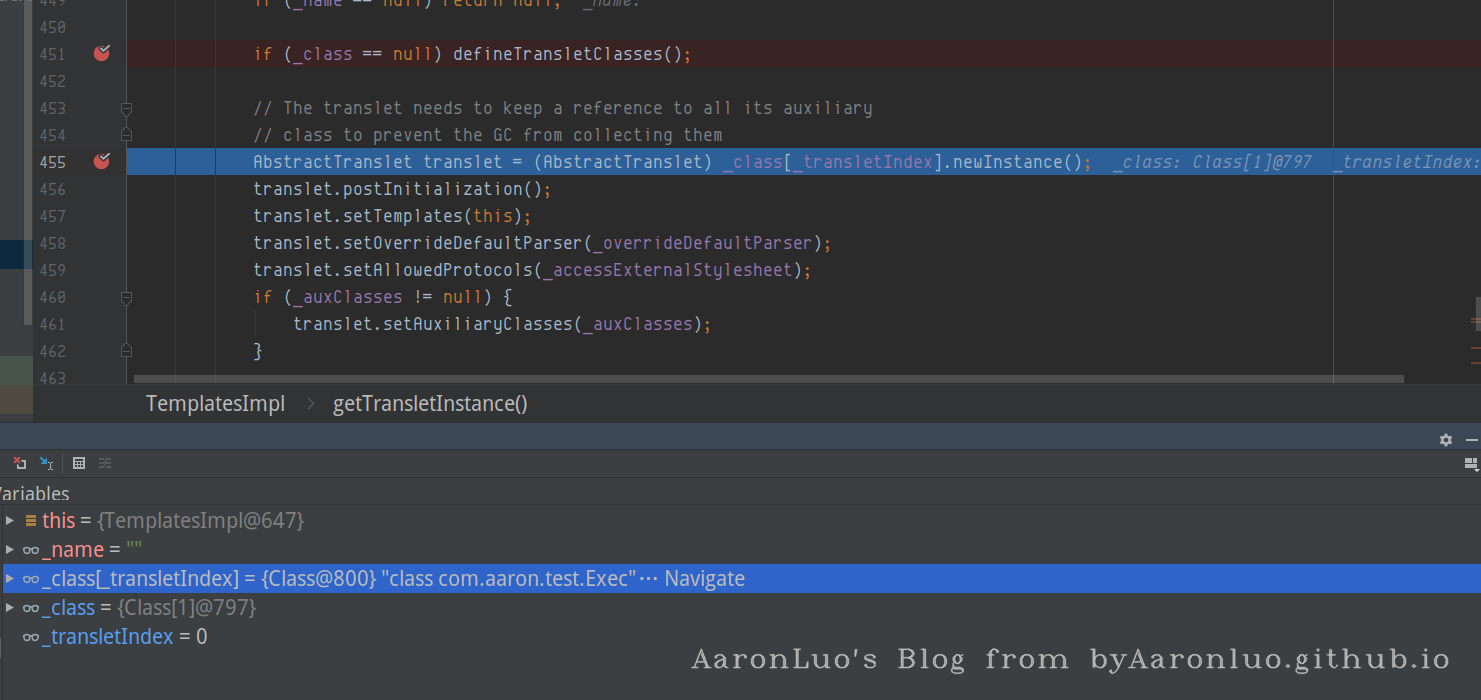 449 if (_name == null) return null; _name:
450
451 if (_class == null) defineTransletClasses();
452
453 // The translet needs to keep a reference to all its auxiliary
454 // class to prevent the GC from collecting them
455 AbstractTranslet translet = (AbstractTranslet) _class[_transletIndex].newInstance(); _class: Class[1]@797 _transletIndex:
456 translet.postInitialization();
457 translet.setTemplates(this);
458 translet.setOverrideDefaultParser(_overrideDefaultParser);
459 translet.setAllowedProtocols(_accessExternalStylesheet);
460 if (_auxClasses != null) {
461 translet.setAuxiliaryClasses(_auxClasses);
462 }
463
TemplatesImpl > getTransletInstance()
Variables
this = {TemplatesImpl@647}
_name = ""
_class[_transletIndex] = {Class@800} "class com.aaron.test.Exec"··· Navigate
_class = {Class[1]@797}
_transletIndex = 0
AaronLuo's Blog from byAaronluo.github.io